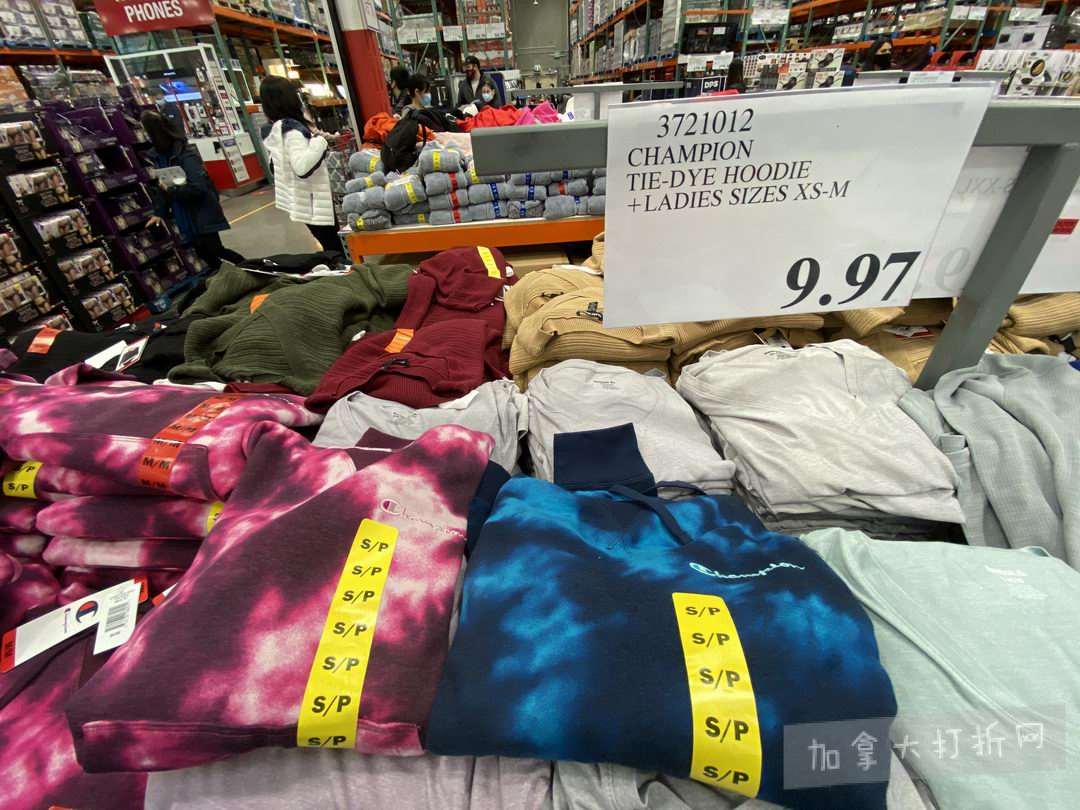 PHONES
3721012
CHAMPION
TIE-DYE HOODIE
+LADIES SIZES XS-M
9.97
DPS
M/M
M/M
M/M
S/P
S/P
Champion
S/P
S/P
S/P
S/P
S/P
S/P
S/P
Champion
S/P
S/P
S/P
S/P
S/P
加拿大打折网